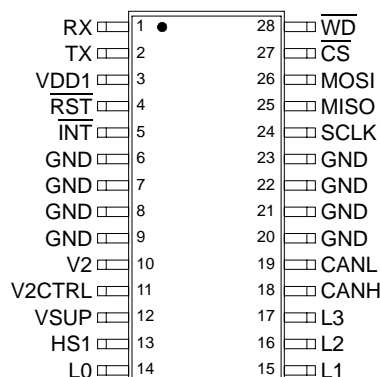 RX 1 28 WD
TX 2 27 CS
VDD1 3 26 MOSI
RST 4 25 MISO
INT 5 24 SCLK
GND 6 23 GND
GND 7 22 GND
GND 8 21 GND
GND 9 20 GND
V2 10 19 CANL
V2CTRL 11 18 CANH
VSUP 12 17 L3
HS1 13 16 L2
L0 14 15 L1